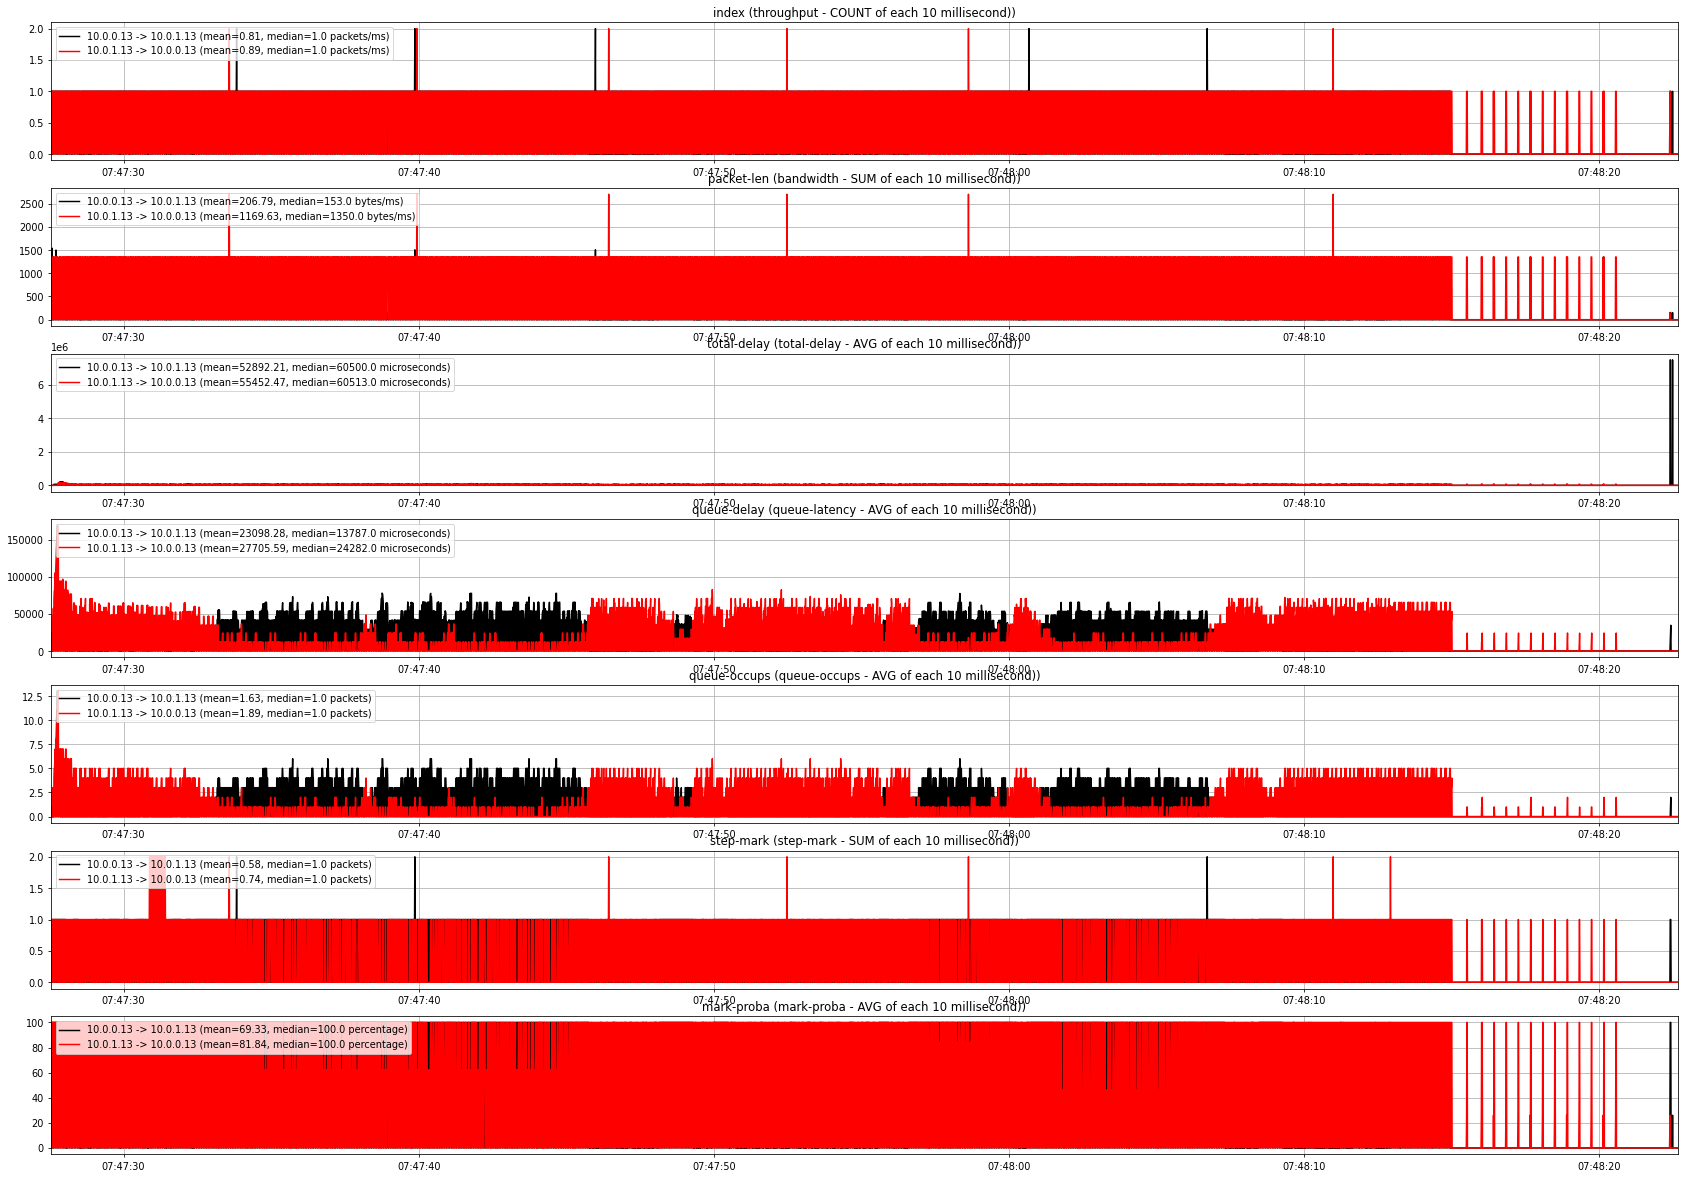 index (throughput - COUNT of each 10 millisecond))
2.0
1.5
1.0
0.5
0.0
10.0.0.13 -> 10.0.1.13 (mean=0.81, median=1.0 packets/ms)
10.0.1.13 -> 10.0.0.13 (mean=0.89, median=1.0 packets/ms)
07:47:30 07:47:40 07:47:50 07:48:00 07:48:10 07:48:20
packet-len (bandwidth - SUM of each 10 millisecond))
2500
2000
1500
1000
500
0
10.0.0.13 -> 10.0.1.13 (mean=206.79, median=153.0 bytes/ms)
10.0.1.13 -> 10.0.0.13 (mean=1169.63, median=1350.0 bytes/ms)
07:47:30 07:47:40 07:47:50 07:48:00 07:48:10 07:48:20
total-delay (total-delay - AVG of each 10 millisecond))
1e6
6
4
2
0
10.0.0.13 -> 10.0.1.13 (mean=52892.21, median=60500.0 microseconds)
10.0.1.13 -> 10.0.0.13 (mean=55452.47, median=60513.0 microseconds)
07:47:30 07:47:40 07:47:50 07:48:00 07:48:10 07:48:20
queue-delay (queue-latency - AVG of each 10 millisecond))
150000
100000
50000
0
10.0.0.13 -> 10.0.1.13 (mean=23098.28, median=13787.0 microseconds)
10.0.1.13 -> 10.0.0.13 (mean=27705.59, median=24282.0 microseconds)
07:47:30 07:47:40 07:47:50 07:48:00 07:48:10 07:48:20
queue-occups (queue-occups - AVG of each 10 millisecond))
12.5
10.0
7.5
5.0
2.5
0.0
10.0.0.13 -> 10.0.1.13 (mean=1.63, median=1.0 packets)
10.0.1.13 -> 10.0.0.13 (mean=1.89, median=1.0 packets)
07:47:30 07:47:40 07:47:50 07:48:00 07:48:10 07:48:20
step-mark (step-mark - SUM of each 10 millisecond))
2.0
1.5
1.0
0.5
0.0
10.0.0.13 -> 10.0.1.13 (mean=0.58, median=1.0 packets)
10.0.1.13 -> 10.0.0.13 (mean=0.74, median=1.0 packets)
07:47:30 07:47:40 07:47:50 07:48:00 07:48:10 07:48:20
mark-proba (mark-proba - AVG of each 10 millisecond))
100
80
60
40
20
0
10.0.0.13 -> 10.0.1.13 (mean=69.33, median=100.0 percentage)
10.0.1.13 -> 10.0.0.13 (mean=81.84, median=100.0 percentage)
07:47:30 07:47:40 07:47:50 07:48:00 07:48:10 07:48:20